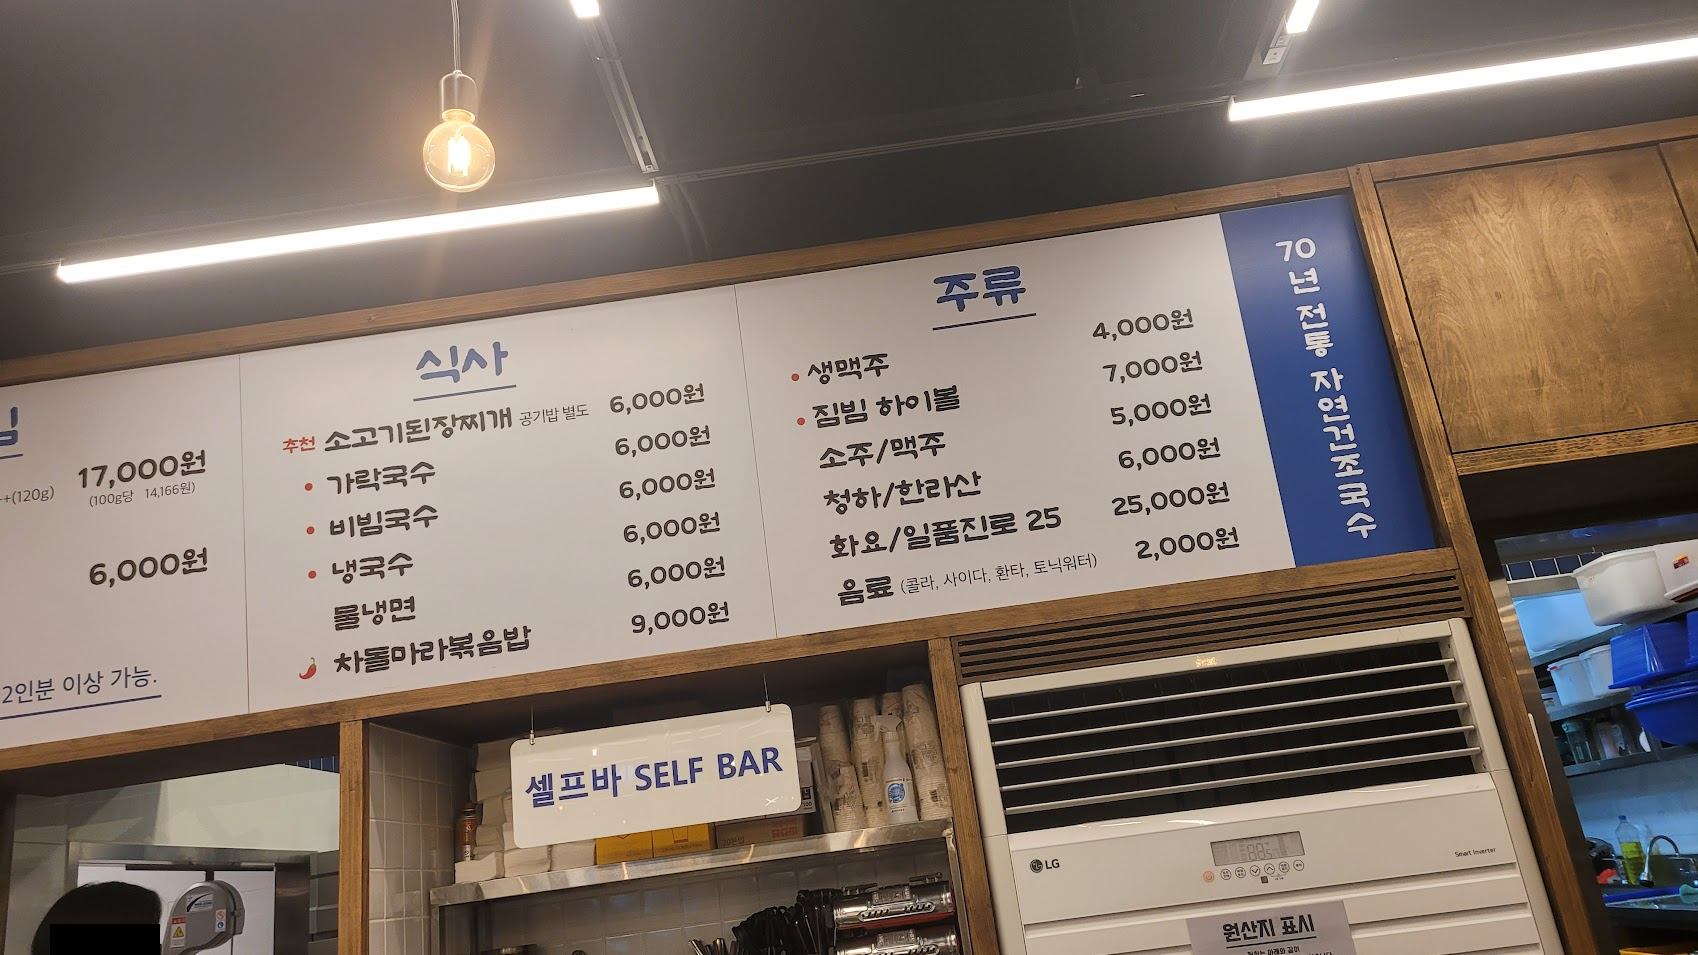 17,000원
++(120g)
(100g당 14,166원)
6,000원
2인분 이상 가능.
식사
추천 소고기된장찌개 공기밥 별도 6,000원
가락국수 6,000원
비빔국수 6,000원
냉국수 6,000원
물냉면 6,000원
차돌마라볶음밥 9,000원
주류
생맥주 4,000원
짐빔 하이볼 7,000원
소주/맥주 5,000원
청하/한라산 6,000원
화요/일품진로 25 25,000원
음료 (콜라, 사이다, 환타, 토닉워터) 2,000원
70년 전통 자연건조국수
셀프바 SELF BAR
LG
Smart Inverter
원산지 표시